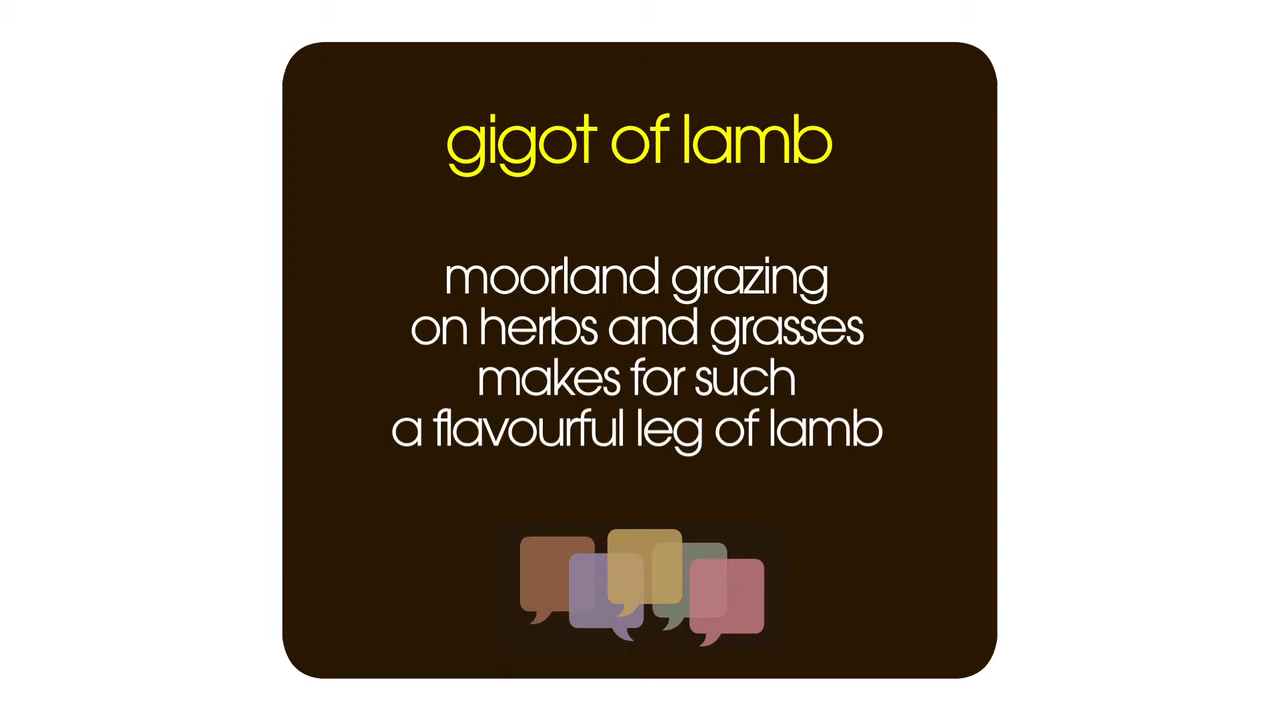 gigot of lamb
moorland grazing
on herbs and grasses
makes for such
a flavourful leg of lamb